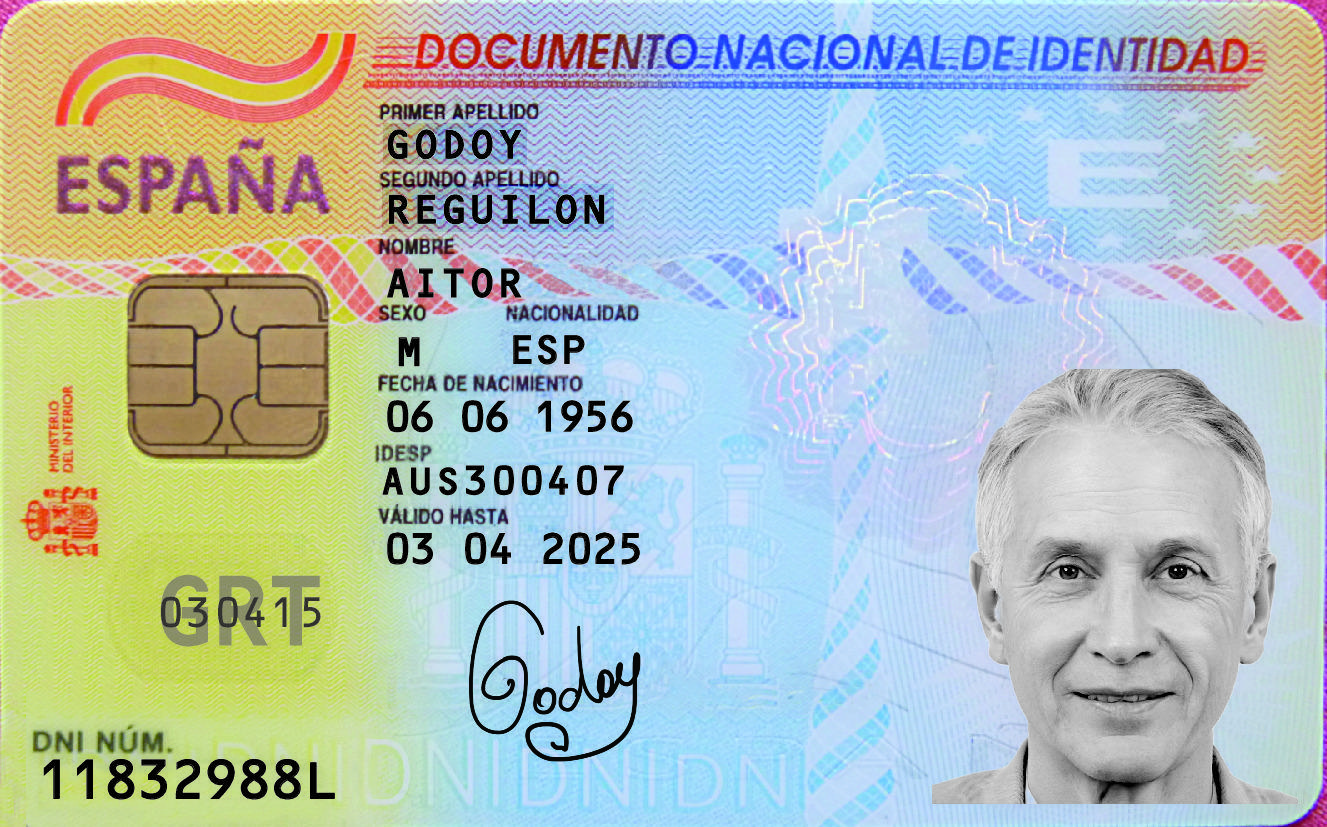 DOCUMENTO NACIONAL DE IDENTIDAD
ESPAÑA
PRIMER APELLIDO
GODOY
SEGUNDO APELLIDO
REGUILON
NOMBRE
AITOR
SEXO NACIONALIDAD
M ESP
FECHA DE NACIMIENTO
06 06 1956
IDESP
AUS300407
VÁLIDO HASTA
03 04 2025
MINISTERIO
DEL INTERIOR
GRT
030415
Godoy
DNI NÚM.
11832988L
DNIDNIDNIDNI
E